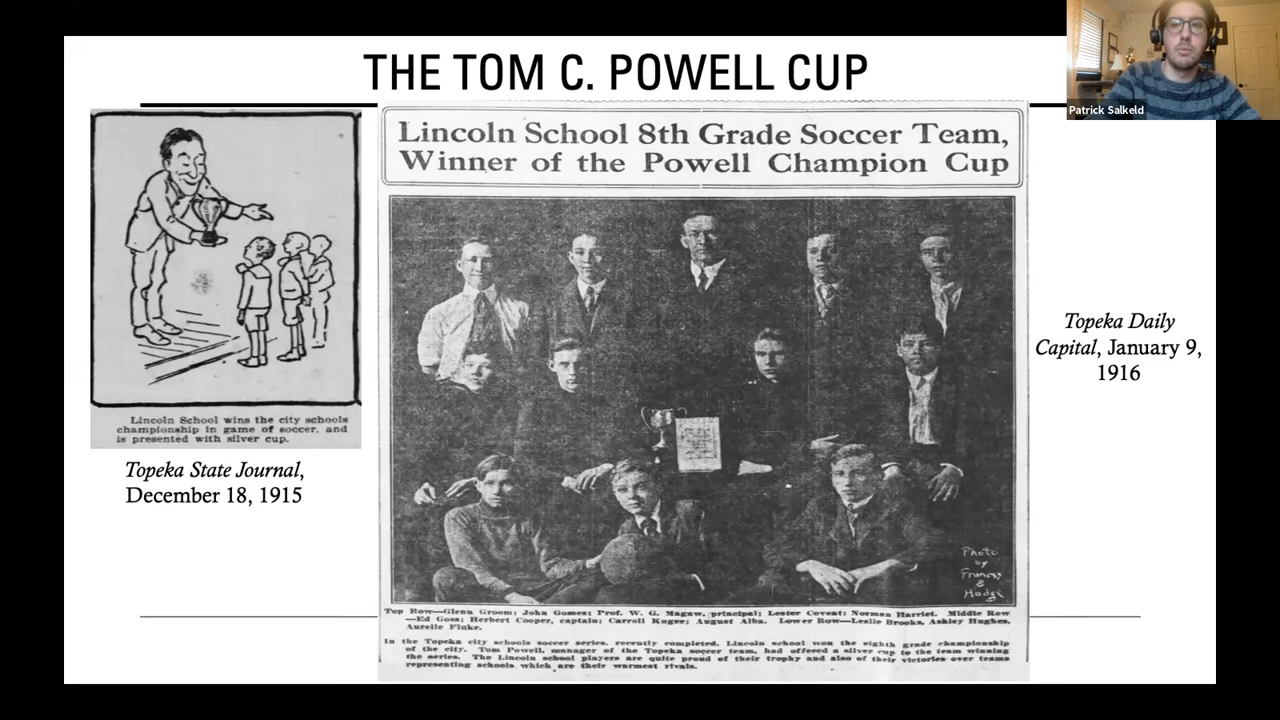 THE TOM C. POWELL CUP
Patrick Salkeld
Lincoln School wins the city schools
championship in game of soccer, and
is presented with silver cup.
Topeka State Journal,
December 18, 1915
Lincoln School 8th Grade Soccer Team,
Winner of the Powell Champion Cup
Photo
by
Francis
B
Hodge
Top Row—Glenn Groom; John Gomes; Prof. W. G. Magaw, principal; Lester Covent; Norman Harriet. Middle Row
—Ed Goss; Herbert Cooper, captain; Carroll Kugee; August Alba. Lower Row—Leslie Brooks, Ashley Hughes,
Aurelie Fluke.
In the Topeka city schools soccer series, recently completed, Lincoln school won the eighth grade championship
of the city. Tom Powell, manager of the Topeka soccer team, had offered a silver cup to the team winning
the series. The Lincoln school players are quite proud of their trophy and also of their victories over teams
representing schools which are their warmest rivals.
Topeka Daily
Capital, January 9,
1916